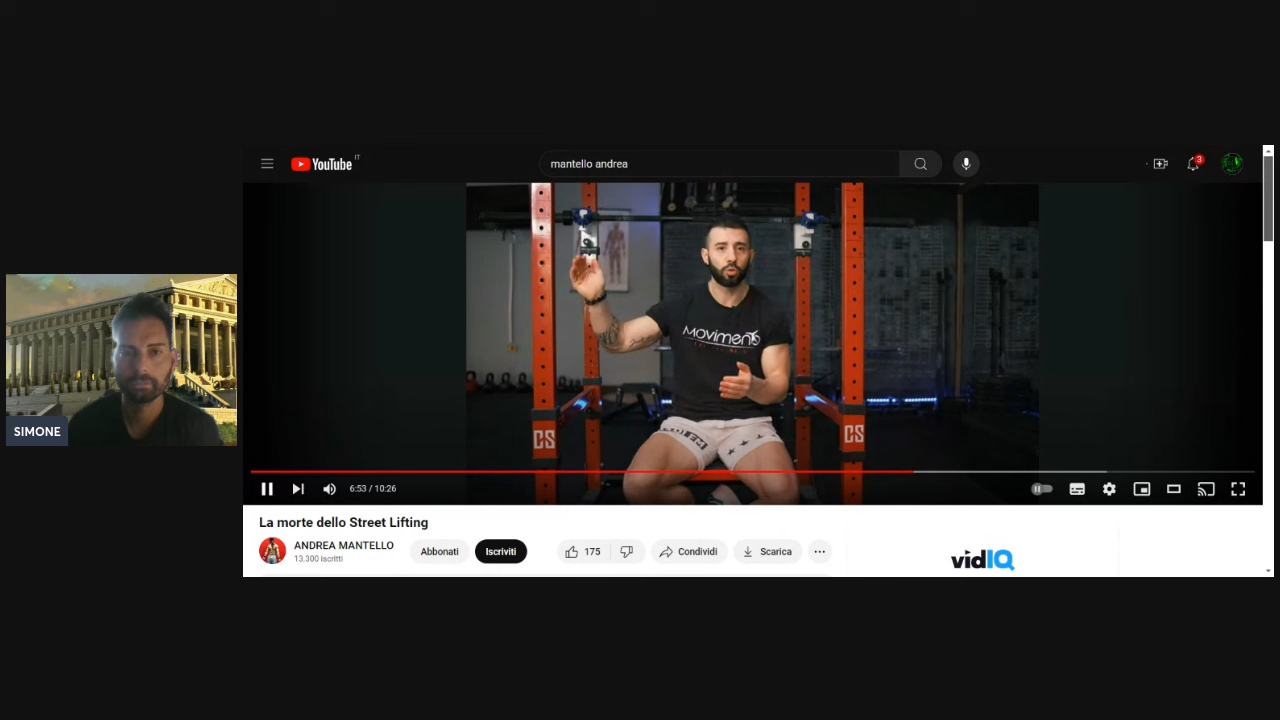 YouTube IT
mantello andrea
3
Moviment
CS
CS
SIMONE
6:53 / 10:26
La morte dello Street Lifting
ANDREA MANTELLO
13.300 iscritti
Abbonati
Iscriviti
175
Condividi
Scarica
vidIQ